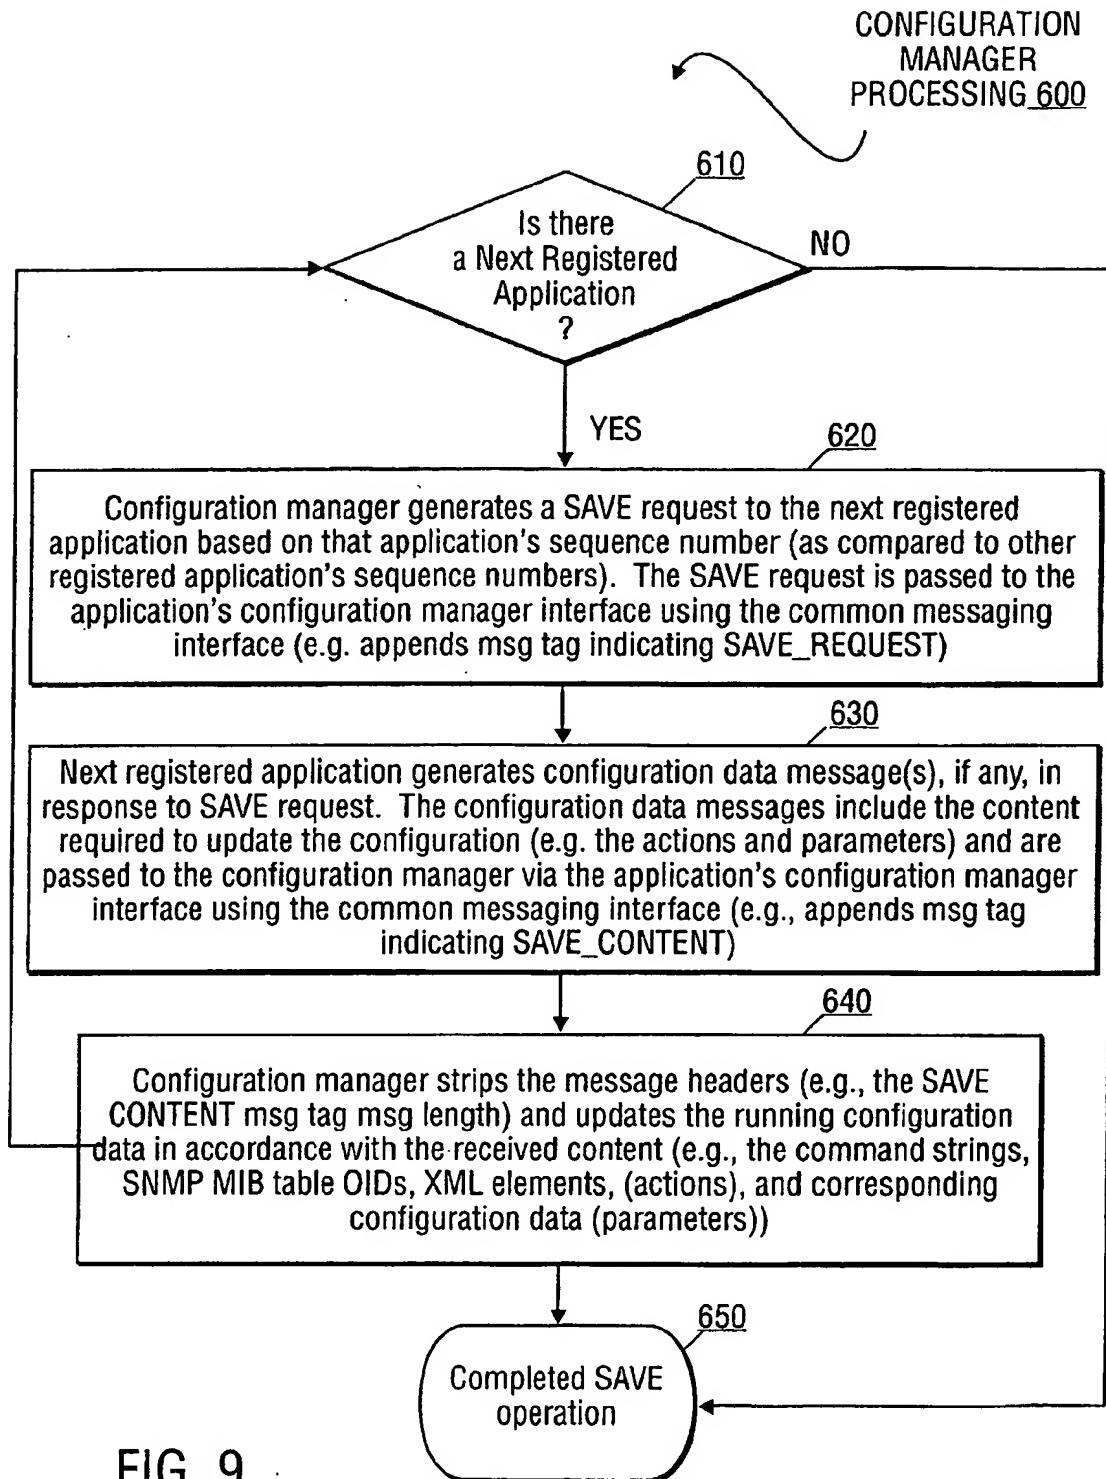 CONFIGURATION
MANAGER
PROCESSING 600
610
Is there
a Next Registered
Application
?
NO
YES
620
Configuration manager generates a SAVE request to the next registered
application based on that application's sequence number (as compared to other
registered application's sequence numbers). The SAVE request is passed to the
application's configuration manager interface using the common messaging
interface (e.g. appends msg tag indicating SAVE_REQUEST)
630
Next registered application generates configuration data message(s), if any, in
response to SAVE request. The configuration data messages include the content
required to update the configuration (e.g. the actions and parameters) and are
passed to the configuration manager via the application's configuration manager
interface using the common messaging interface (e.g., appends msg tag
indicating SAVE_CONTENT)
640
Configuration manager strips the message headers (e.g., the SAVE
CONTENT msg tag msg length) and updates the running configuration
data in accordance with the received content (e.g., the command strings,
SNMP MIB table OIDs, XML elements, (actions), and corresponding
configuration data (parameters))
650
Completed SAVE
operation
FIG. 9